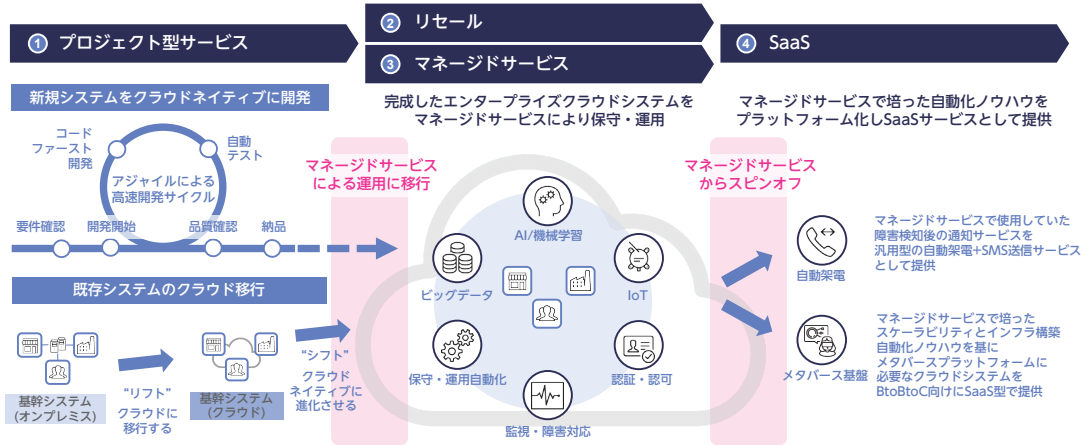 ① プロジェクト型サービス
新規システムをクラウドネイティブに開発
コード
ファースト
開発
自動
テスト
アジャイルによる
高速開発サイクル
要件確認
開発開始
品質確認
納品
既存システムのクラウド移行
基幹システム
(オンプレミス)
“リフト”
クラウドに
移行する
基幹システム
(クラウド)
“シフト”
クラウド
ネイティブに
進化させる
② リセール
③ マネージドサービス
完成したエンタープライズクラウドシステムを
マネージドサービスにより保守・運用
マネージドサービス
による運用に移行
AI/機械学習
ビッグデータ
IoT
保守・運用自動化
認証・認可
監視・障害対応
④ SaaS
マネージドサービスで培った自動化ノウハウを
プラットフォーム化しSaaSサービスとして提供
マネージドサービス
からスピンオフ
自動架電
マネージドサービスで使用していた
障害検知後の通知サービスを
汎用型の自動架電+SMS送信サービス
として提供
メタバース基盤
マネージドサービスで培った
スケーラビリティとインフラ構築
自動化ノウハウを基に
メタバースプラットフォームに
必要なクラウドシステムを
BtoBtoC向けにSaaS型で提供